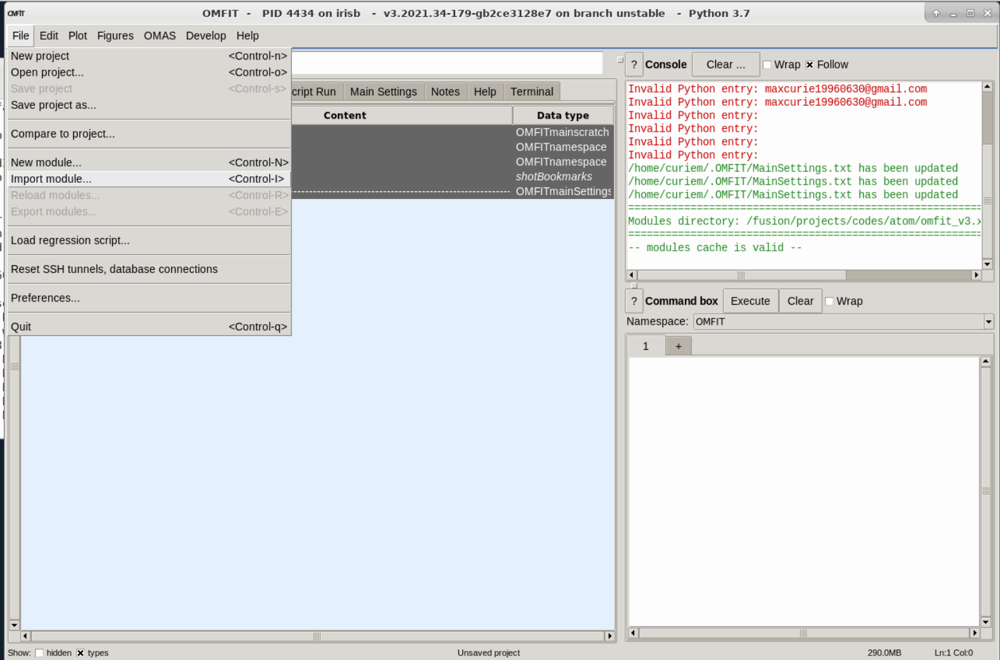 OMFIT OMFIT - PID 4434 on irisb - v3.2021.34-179-gb2ce3128e7 on branch unstable - Python 3.7
File Edit Plot Figures OMAS Develop Help
New project <Control-n>
Open project... <Control-o>
Save project <Control-s>
Save project as...
Compare to project...
New module... <Control-N>
Import module... <Control-I>
Reload modules... <Control-R>
Export modules... <Control-E>
Load regression script...
Reset SSH tunnels, database connections
Preferences...
Quit <Control-q>
cript Run Main Settings Notes Help Terminal
Content Data type
OMFITmainscratch
OMFITnamespace
OMFITnamespace
shotBookmarks
OMFITmainSettings
? Console Clear ... Wrap Follow
Invalid Python entry: maxcurie19960630@gmail.com
Invalid Python entry: maxcurie19960630@gmail.com
Invalid Python entry:
Invalid Python entry:
Invalid Python entry:
Invalid Python entry:
/home/curiem/.OMFIT/MainSettings.txt has been updated
/home/curiem/.OMFIT/MainSettings.txt has been updated
/home/curiem/.OMFIT/MainSettings.txt has been updated
=========================================================
Modules directory: /fusion/projects/codes/atom/omfit_v3.x
=========================================================
-- modules cache is valid --
? Command box Execute Clear Wrap
Namespace: OMFIT
1 +
Show: hidden types Unsaved project 290.0MB Ln:1 Col:0